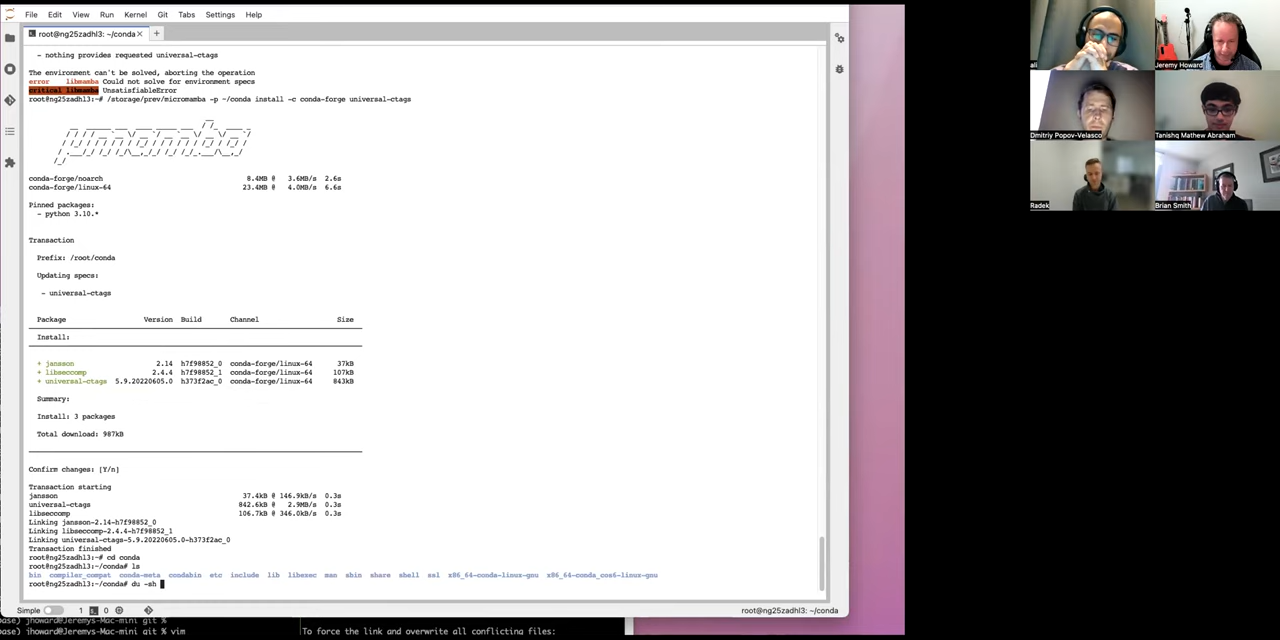 File Edit View Run Kernel Git Tabs Settings Help
root@ng25zadhl3: ~/conda
- nothing provides requested universal-ctags
The environment can't be solved, aborting the operation
error libmamba Could not solve for environment specs
critical libmamba UnsatisfiableError
root@ng25zadhl3:~# /storage/prev/micromamba -p ~/conda install -c conda-forge universal-ctags
conda-forge/noarch 8.4MB @ 3.6MB/s 2.6s
conda-forge/linux-64 23.4MB @ 4.0MB/s 6.6s
Pinned packages:
- python 3.10.*
Transaction
Prefix: /root/conda
Updating specs:
- universal-ctags
Package Version Build Channel Size
Install:
+ jansson 2.14 h7f98852_0 conda-forge/linux-64 37kB
+ libseccomp 2.4.4 h7f98852_1 conda-forge/linux-64 107kB
+ universal-ctags 5.9.20220605.0 h373f2ac_0 conda-forge/linux-64 843kB
Summary:
Install: 3 packages
Total download: 987kB
Confirm changes: [Y/n]
Transaction starting
jansson 37.4kB @ 146.9kB/s 0.3s
universal-ctags 842.6kB @ 2.9MB/s 0.3s
libseccomp 106.7kB @ 346.0kB/s 0.3s
Linking jansson-2.14-h7f98852_0
Linking libseccomp-2.4.4-h7f98852_1
Linking universal-ctags-5.9.20220605.0-h373f2ac_0
Transaction finished
root@ng25zadhl3:~# cd conda
root@ng25zadhl3:~/conda# ls
bin compiler_compat conda-meta condabin etc include lib libexec man sbin share shell ssl x86_64-conda-linux-gnu x86_64-conda_cos6-linux-gnu
root@ng25zadhl3:~/conda# du -sh
Simple 1 0 root@ng25zadhl3: ~/conda
base) jhoward@Jeremys-Mac-mini git %
base) jhoward@Jeremys-Mac-mini git % vim To force the link and overwrite all conflicting files:
ali
Jeremy Howard
Dmitriy Popov-Velasco
Tanishq Mathew Abraham
Radek
Brian Smith